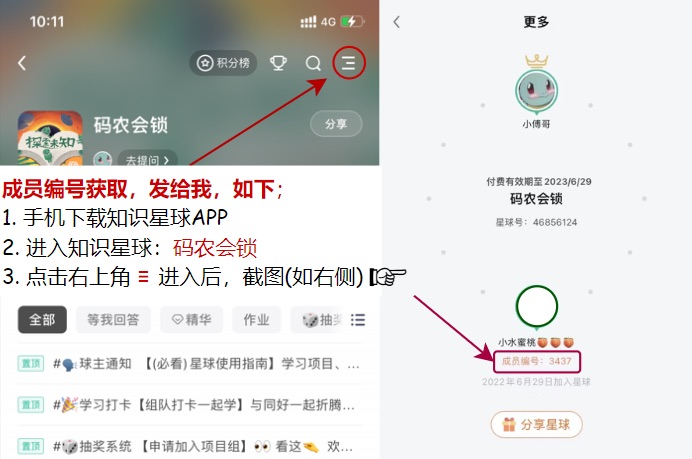 10:11
4G
积分榜
码农会锁
分享
探索未知
去提问
成员编号获取，发给我，如下；
1. 手机下载知识星球APP
2. 进入知识星球：码农会锁
3. 点击右上角 ≡ 进入后，截图(如右侧)【
全部
等我回答
精华
作业
抽奖
置顶 #🗣️球主通知 【(必看)星球使用指南】学习项目、...
置顶 #🎉学习打卡【组队打卡一起学】与同好一起折腾...
置顶 #🎲抽奖系统【申请加入项目组】👀 看这👈 欢...
更多
小傅哥
付费有效期至2023/6/29
码农会锁
星球号：46856124
小水蜜桃🍑🍑🍑
成员编号：3437
2022年6月29日加入星球
分享星球